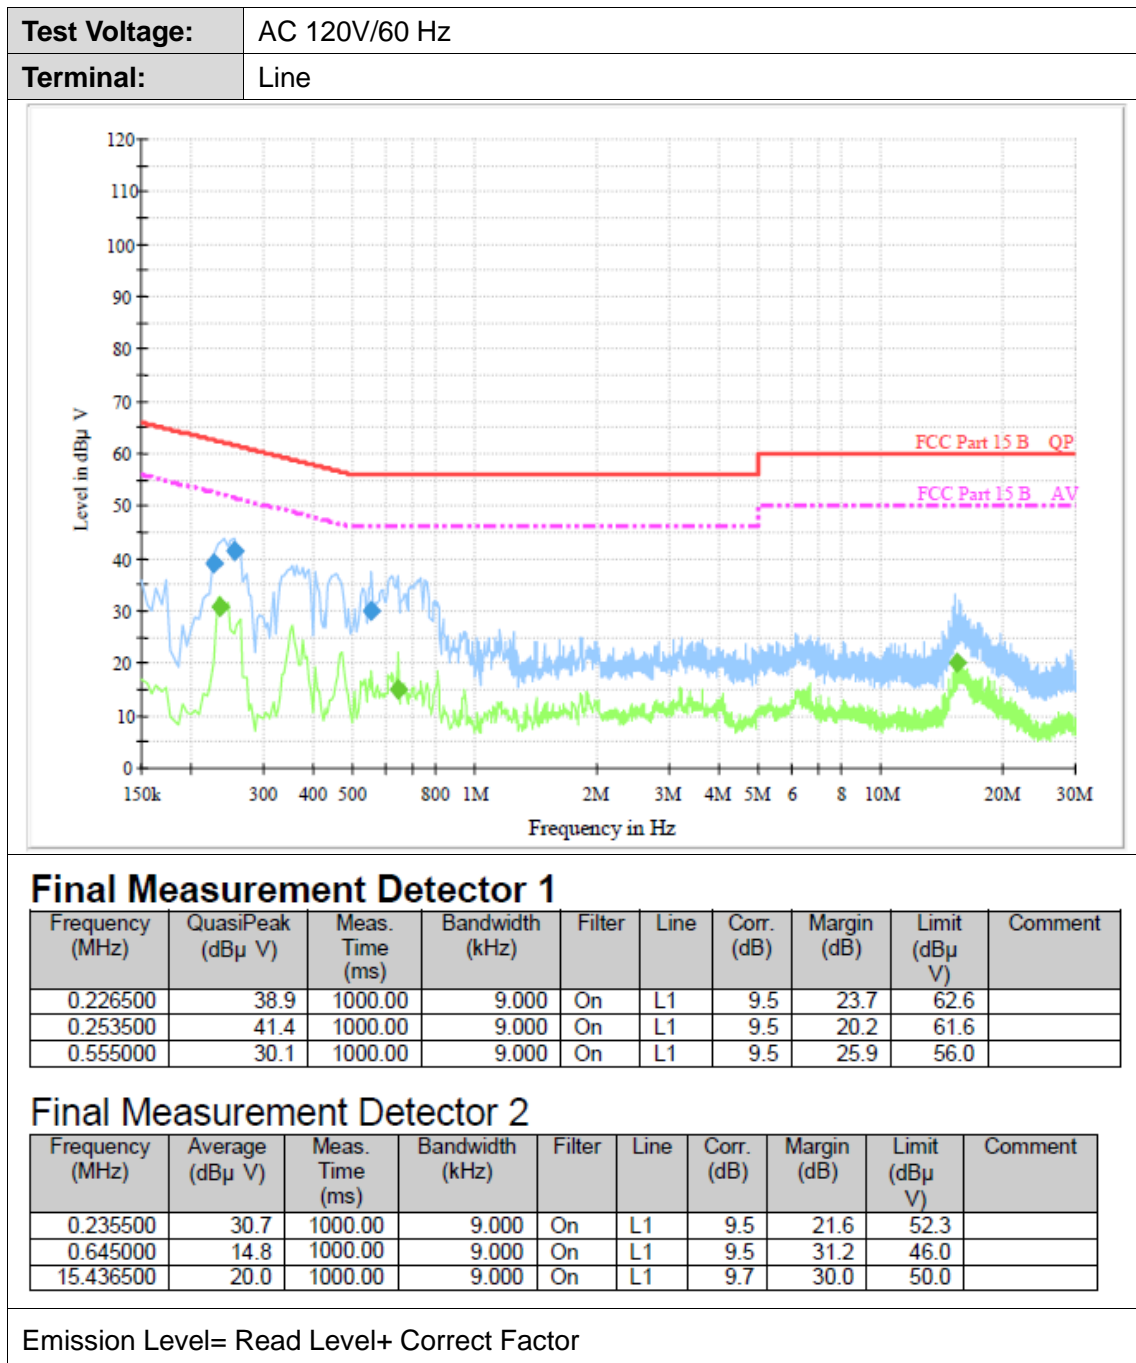 Test Voltage: AC 120V/60 Hz
Terminal: Line
120
110
100
90
80
70
60
50
40
30
20
10
0
Level in dBµ V
FCC Part 15 B QP
FCC Part 15 B AV
150k 300 400 500 800 1M 2M 3M 4M 5M 6 8 10M 20M 30M
Frequency in Hz
Final Measurement Detector 1
Frequency (MHz) QuasiPeak (dBµ V) Meas. Time (ms) Bandwidth (kHz) Filter Line Corr. (dB) Margin (dB) Limit (dBµ V) Comment
0.226500 38.9 1000.00 9.000 On L1 9.5 23.7 62.6
0.253500 41.4 1000.00 9.000 On L1 9.5 20.2 61.6
0.555000 30.1 1000.00 9.000 On L1 9.5 25.9 56.0
Final Measurement Detector 2
Frequency (MHz) Average (dBµ V) Meas. Time (ms) Bandwidth (kHz) Filter Line Corr. (dB) Margin (dB) Limit (dBµ V) Comment
0.235500 30.7 1000.00 9.000 On L1 9.5 21.6 52.3
0.645000 14.8 1000.00 9.000 On L1 9.5 31.2 46.0
15.436500 20.0 1000.00 9.000 On L1 9.7 30.0 50.0
Emission Level= Read Level+ Correct Factor